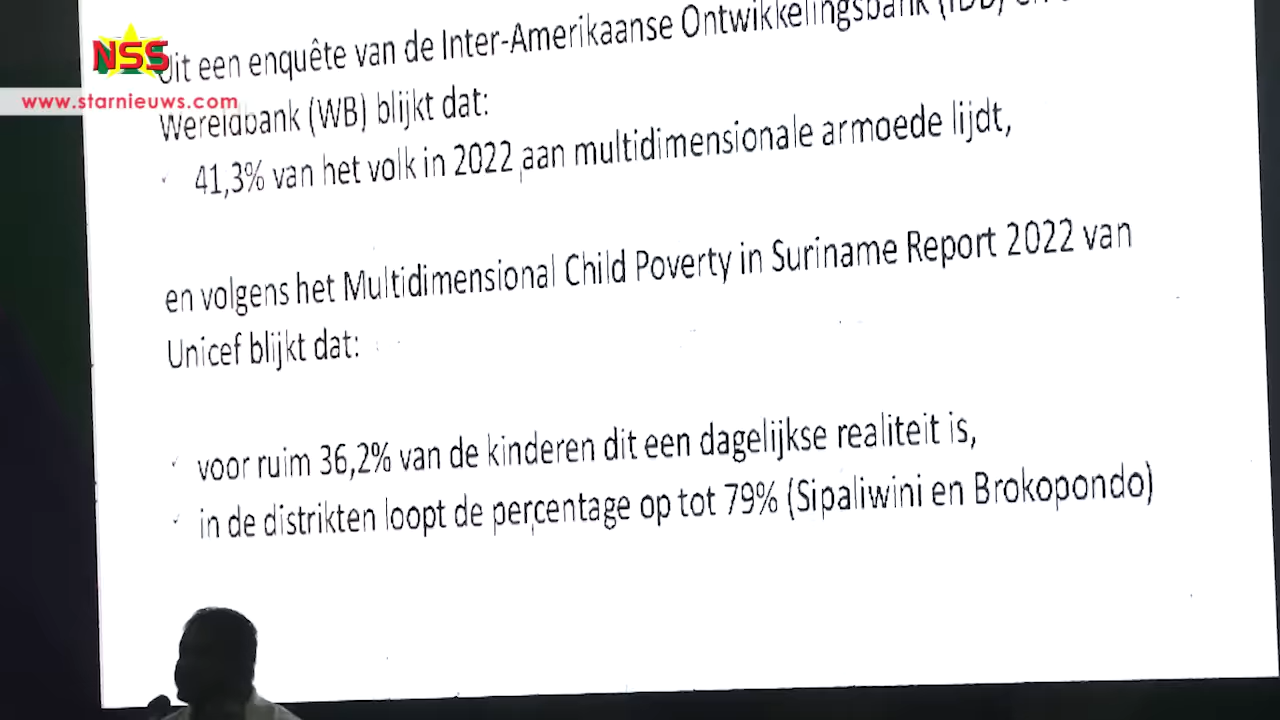 NSS
www.starnieuws.com
Uit een enquête van de Inter-Amerikaanse Ontwikkelingsbank (IDB) en
Wereldbank (WB) blijkt dat:
41,3% van het volk in 2022 aan multidimensionale armoede lijdt,
en volgens het Multidimensional Child Poverty in Suriname Report 2022 van
Unicef blijkt dat:
voor ruim 36,2% van de kinderen dit een dagelijkse realiteit is,
in de distrikten loopt de percentage op tot 79% (Sipaliwini en Brokopondo)